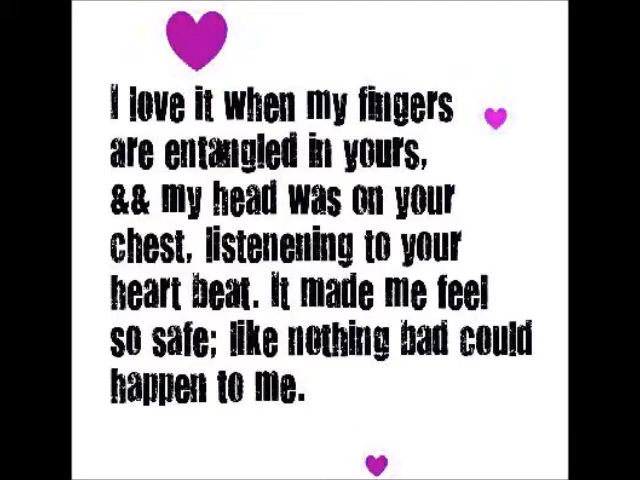 I love it when my fingers
are entangled in yours,
&& my head was on your
chest, listenening to your
heart beat. It made me feel
so safe; like nothing bad could
happen to me.